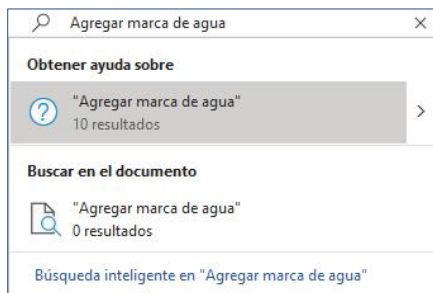 Agregar marca de agua
Obtener ayuda sobre
"Agregar marca de agua"
10 resultados
Buscar en el documento
"Agregar marca de agua"
0 resultados
Búsqueda inteligente en "Agregar marca de agua"